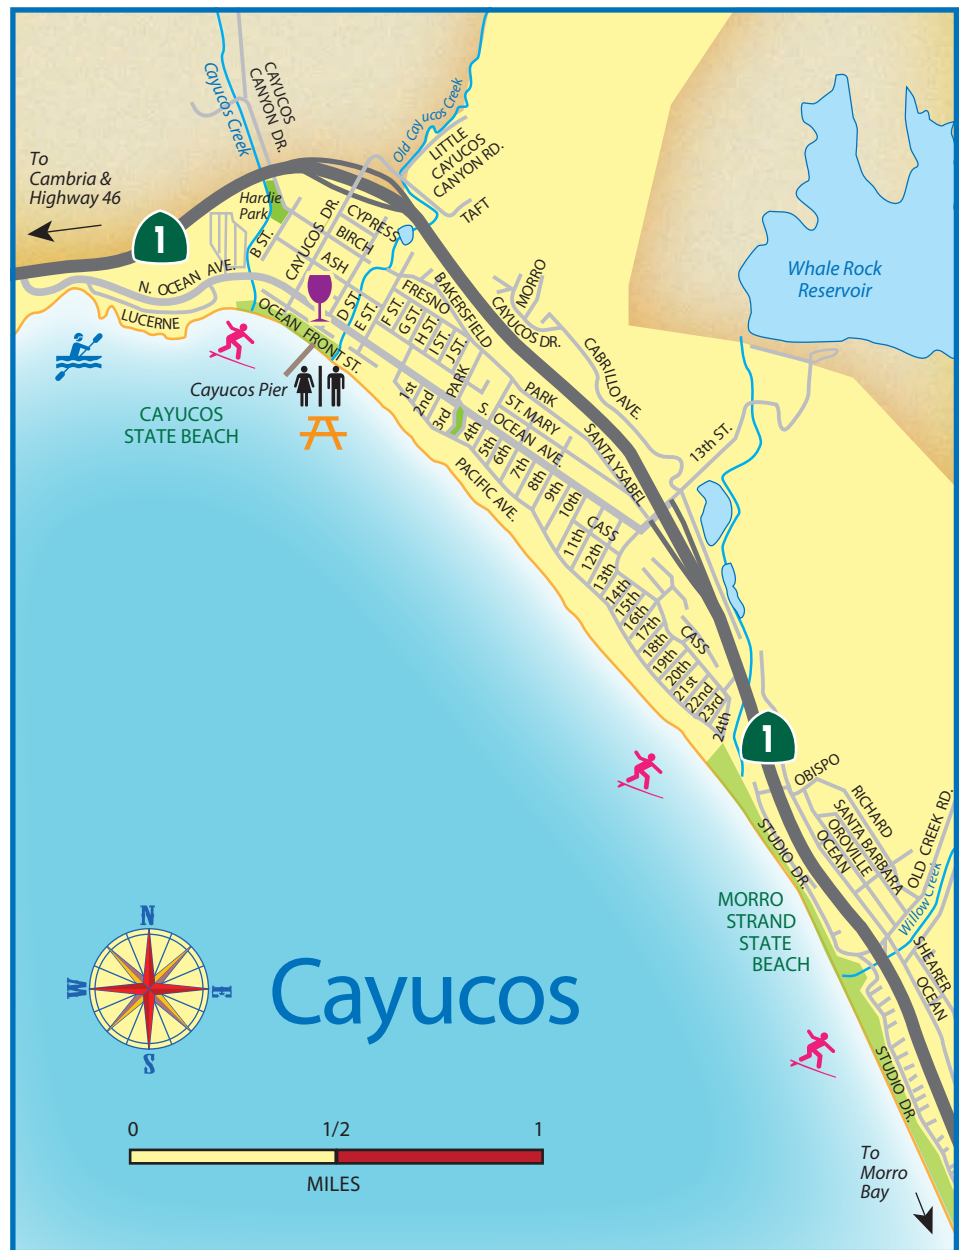 CAYUCOS
CANYON DR.
Cayucos Creek
Old Cayucos Creek
LITTLE
CAYUCOS
CANYON RD.
To
Cambria &
Highway 46
Hardie
Park
TAFT
1
CYPRESS
BIRCH
ASH
B ST.
CAYUCOS DR.
N. OCEAN AVE.
LUCERNE
OCEAN FRONT ST.
D ST.
E ST.
F ST.
G ST.
H ST.
I ST.
J ST.
FRESNO
BAKERSFIELD
MORRO
CAYUCOS DR.
CABRILLO AVE.
Whale Rock
Reservoir
Cayucos Pier
CAYUCOS
STATE BEACH
PARK
PARK
ST. MARY
S. OCEAN AVE.
SANTA YSABEL
13th ST.
1st
2nd
3rd
4th
5th
6th
7th
8th
9th
10th
PACIFIC AVE.
CASS
11th
12th
13th
14th
15th
16th
17th
18th
19th
20th
21st
22nd
23rd
24th
CASS
1
OBISPO
RICHARD
SANTA BARBARA
OROVILLE
OCEAN
OLD CREEK RD.
Willow Creek
STUDIO DR.
MORRO
STRAND
STATE
BEACH
SHEARER
OCEAN
STUDIO DR.
N
W
E
S
Cayucos
0 1/2 1
MILES
To
Morro
Bay